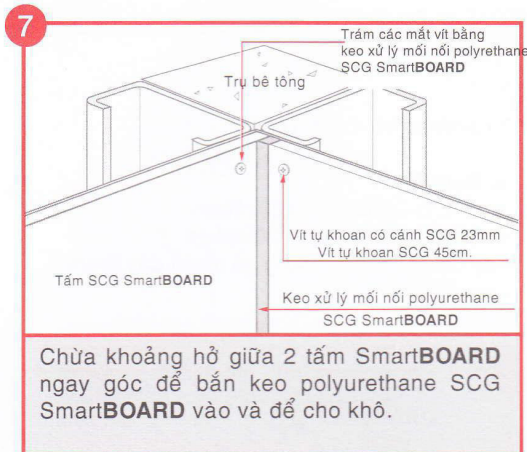 7
Trám các mắt vít bằng
keo xử lý mối nối polyrethane
SCG SmartBOARD
Trụ bê tông
Vít tự khoan có cánh SCG 23mm
Vít tự khoan SCG 45cm.
Tấm SCG SmartBOARD
Keo xử lý mối nối polyurethane
SCG SmartBOARD
Chừa khoảng hở giữa 2 tấm SmartBOARD
ngay góc để bắn keo polyurethane SCG
SmartBOARD vào và để cho khô.